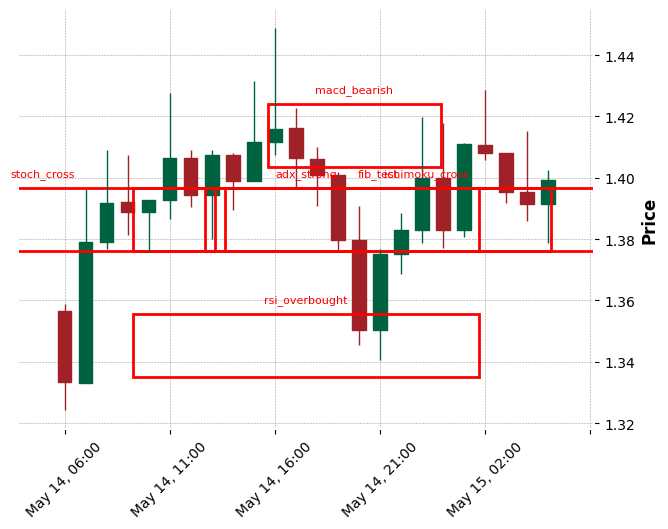 1.44
macd_bearish
1.42
stoch_cross
adx_strong
fib_test
ichimoku_cross
1.40
Price
1.38
rsi_overbought
1.36
1.34
1.32
May 14, 06:00
May 14, 11:00
May 14, 16:00
May 14, 21:00
May 15, 02:00